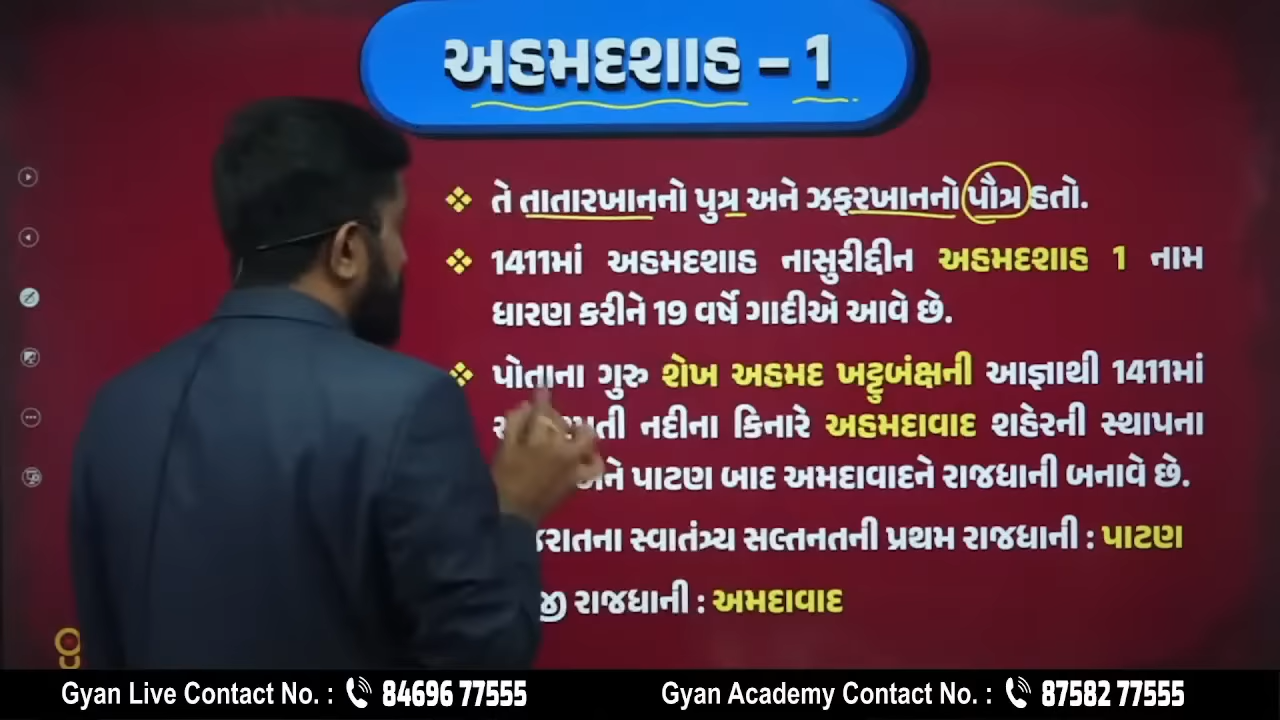 અહમદશાહ – 1
તે તાતારખાનનો પુત્ર અને ઝફરખાનનો પૌત્ર હતો.
1411માં અહમદશાહ નાસુરીદ્દીન અહમદશાહ 1 નામ
ધારણ કરીને 19 વર્ષે ગાદીએ આવે છે.
પોતાના ગુરુ શેખ અહમદ ખટ્ટુબંક્ષની આજ્ઞાથી 1411માં
નદીના કિનારે અહમદાવાદ શહેરની સ્થાપના
પાટણ બાદ અમદાવાદને રાજધાની બનાવે છે.
સ્વાતંત્ર્ય સલ્તનતની પ્રથમ રાજધાની : પાટણ
રાજધાની : અમદાવાદ
Gyan Live Contact No. : 84696 77555 Gyan Academy Contact No. : 87582 77555